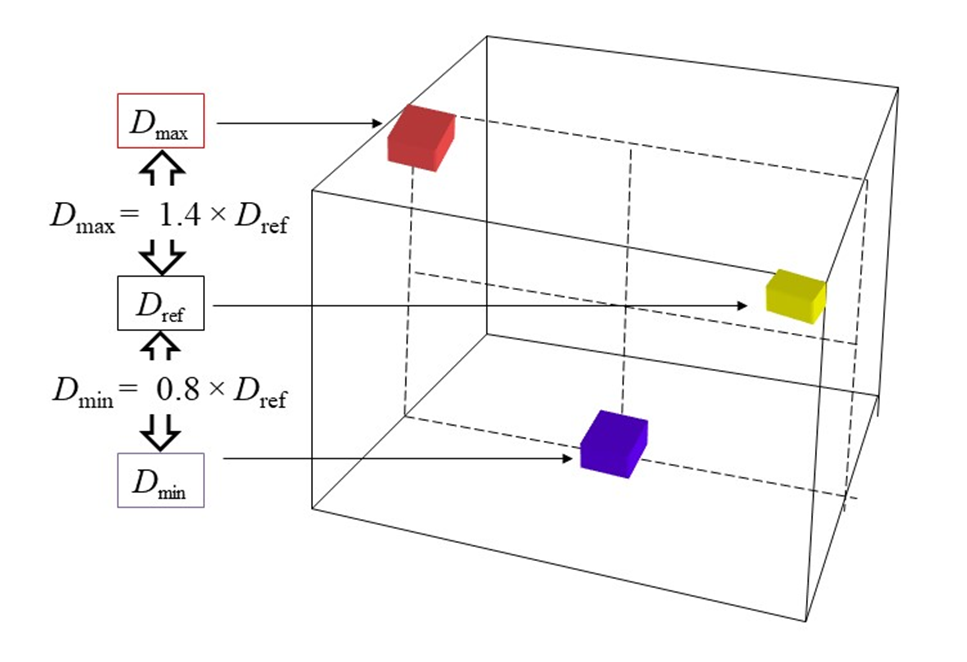 Dmax
Dmax = 1.4 × Dref
Dref
Dmin = 0.8 × Dref
Dmin